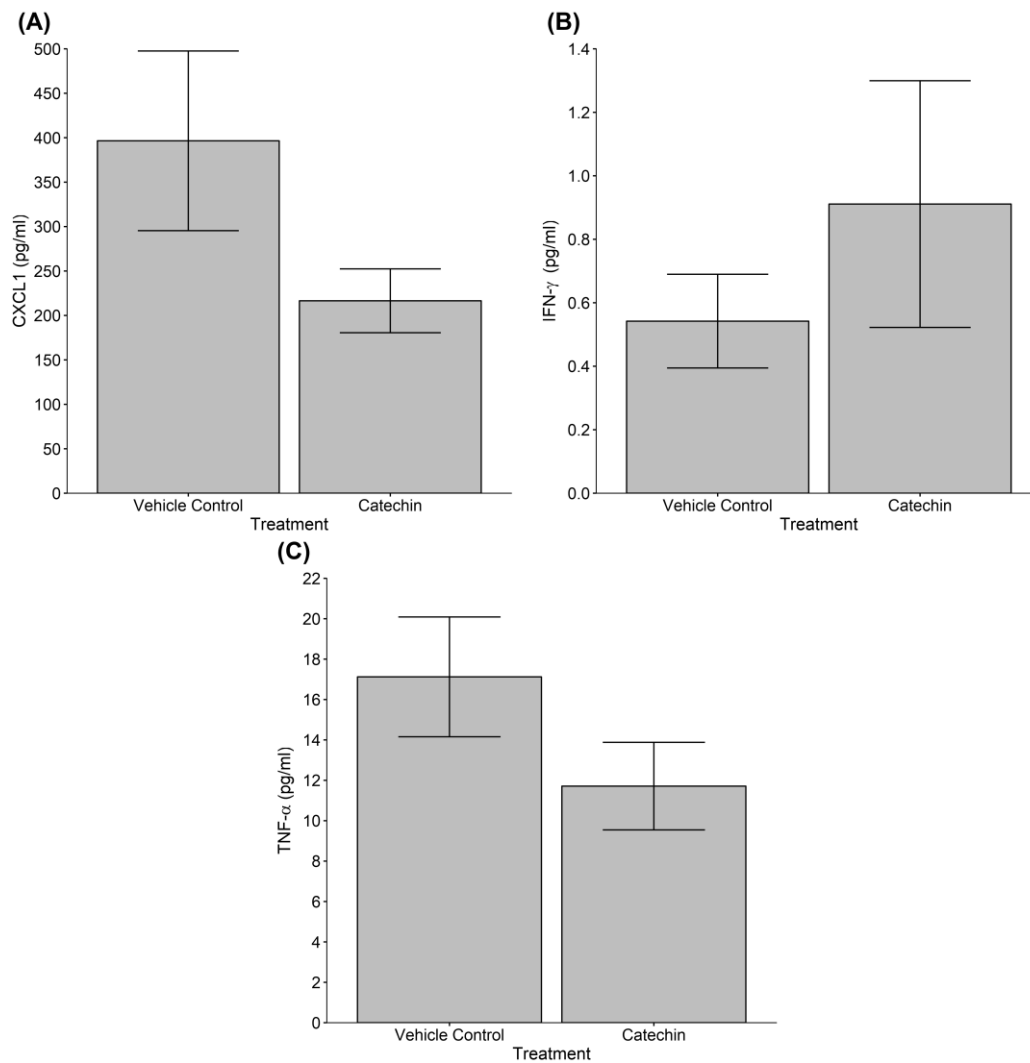 (A)
500
450
400
350
300
250
200
150
100
50
0
CXCL1 (pg/ml)
Vehicle Control Catechin
Treatment
(B)
1.4
1.2
1.0
0.8
0.6
0.4
0.2
0.0
IFN-γ (pg/ml)
Vehicle Control Catechin
Treatment
(C)
22
20
18
16
14
12
10
8
6
4
2
0
TNF-α (pg/ml)
Vehicle Control Catechin
Treatment